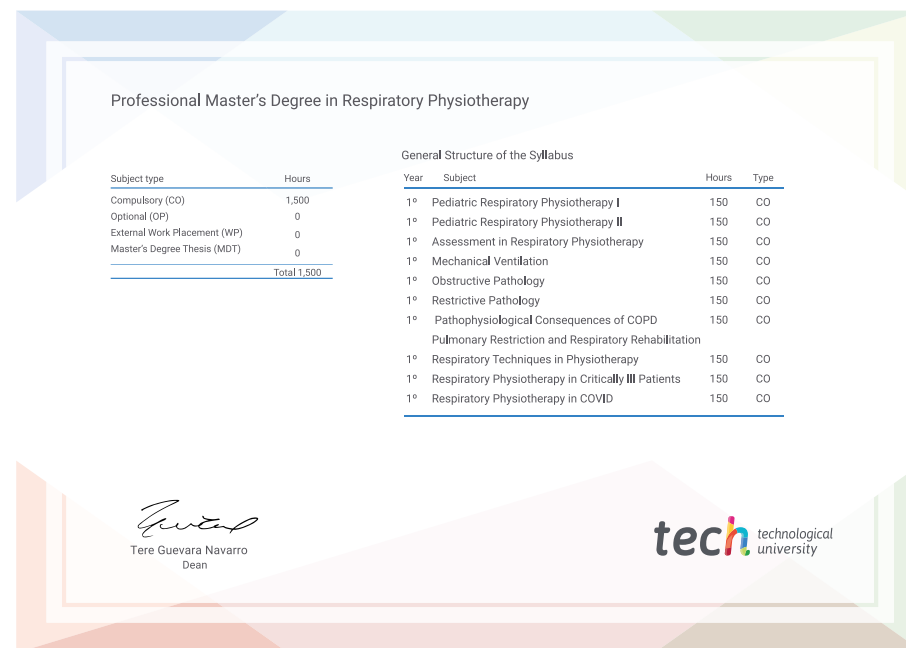 Professional Master's Degree in Respiratory Physiotherapy
Subject type Hours
Compulsory (CO) 1,500
Optional (OP) 0
External Work Placement (WP) 0
Master's Degree Thesis (MDT) 0
Total 1,500
General Structure of the Syllabus
Year Subject Hours Type
1º Pediatric Respiratory Physiotherapy I 150 CO
1º Pediatric Respiratory Physiotherapy II 150 CO
1º Assessment in Respiratory Physiotherapy 150 CO
1º Mechanical Ventilation 150 CO
1º Obstructive Pathology 150 CO
1º Restrictive Pathology 150 CO
1º Pathophysiological Consequences of COPD 150 CO
Pulmonary Restriction and Respiratory Rehabilitation
1º Respiratory Techniques in Physiotherapy 150 CO
1º Respiratory Physiotherapy in Critically Ill Patients 150 CO
1º Respiratory Physiotherapy in COVID 150 CO
Tere Guevara Navarro
Dean
tech technological
university